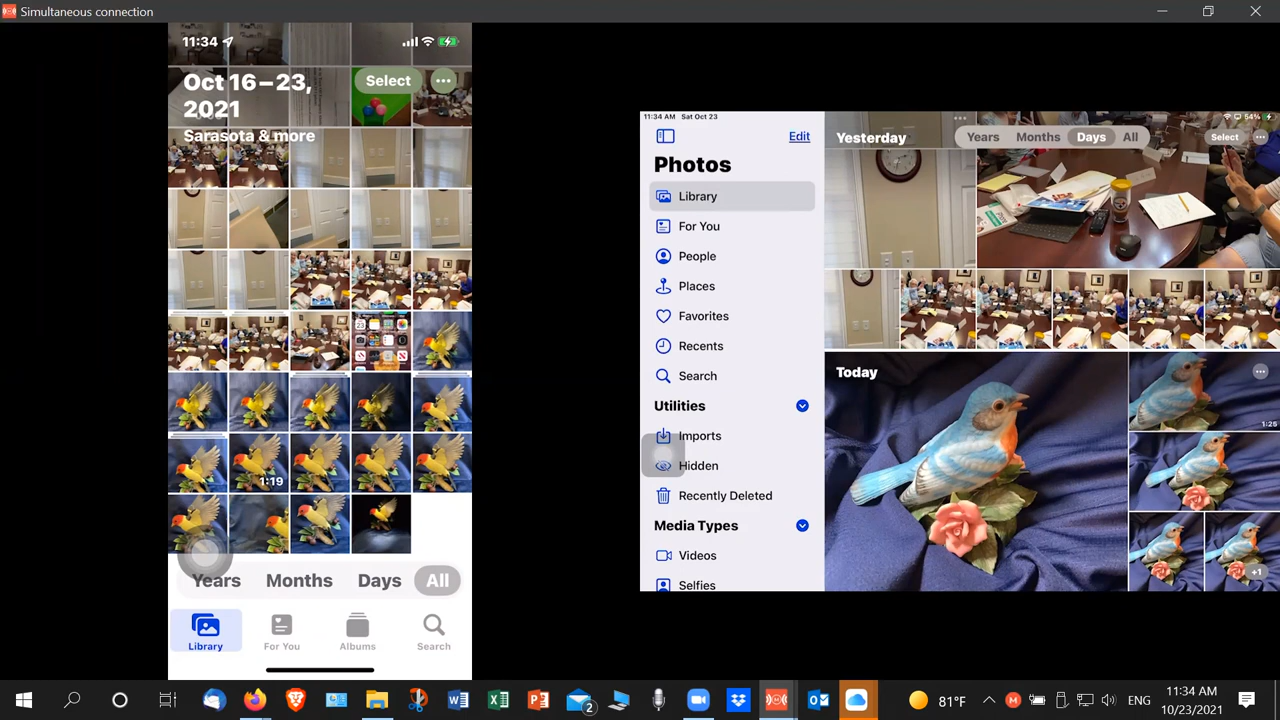 Simultaneous connection
11:34
Oct 16–23,
2021
Select
Sarasota & more
1:19
Years Months Days All
Library For You Albums Search
11:34 AM Sat Oct 23
54%
Edit
Photos
Library
For You
People
Places
Favorites
Recents
Search
Utilities
Imports
Hidden
Recently Deleted
Media Types
Videos
Selfies
Yesterday
Years Months Days All
Select
Today
1:25
+1
2
81°F
ENG
11:34 AM
10/23/2021